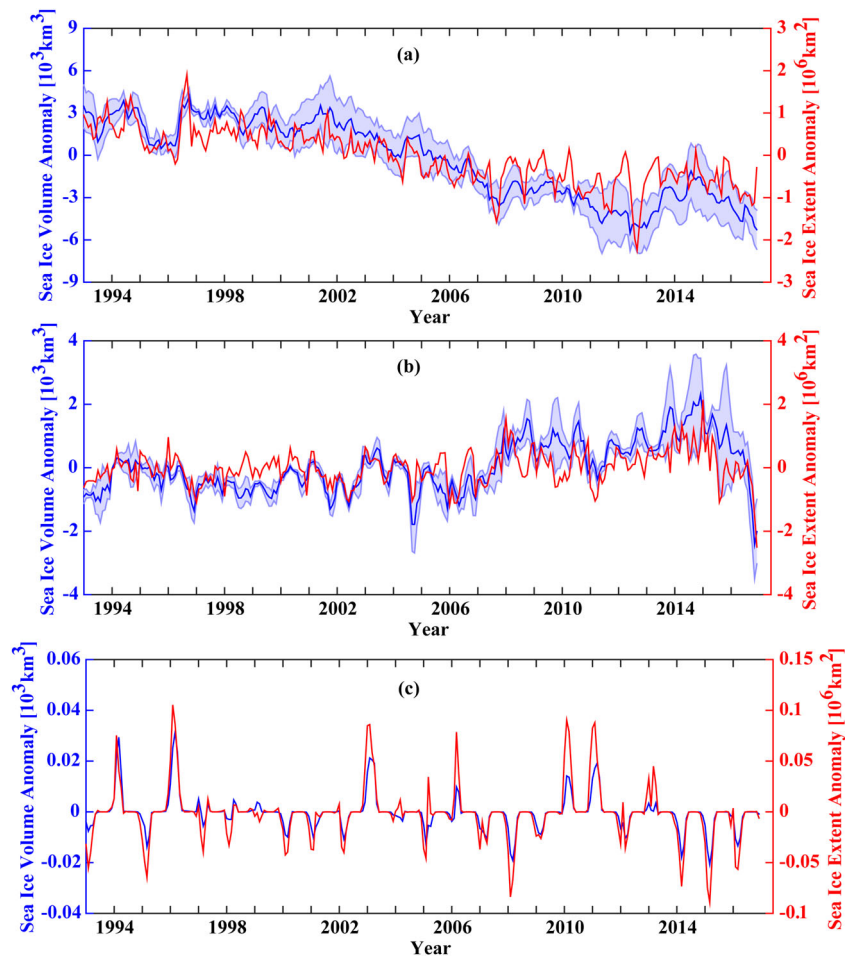 (a)
Sea Ice Volume Anomaly [10⁻³km³]
9
6
3
0
-3
-6
-9
Sea Ice Extent Anomaly [10⁶km²]
3
2
1
0
-1
-2
-3
1994 1998 2002 2006 2010 2014
Year
(b)
Sea Ice Volume Anomaly [10³km³]
4
2
0
-2
-4
Sea Ice Extent Anomaly [10⁶km²]
4
2
0
-2
-4
1994 1998 2002 2006 2010 2014
Year
(c)
Sea Ice Volume Anomaly [10³km³]
0.06
0.04
0.02
0
-0.02
-0.04
Sea Ice Extent Anomaly [10⁶km²]
0.15
0.1
0.05
0
-0.05
-0.1
1994 1998 2002 2006 2010 2014
Year